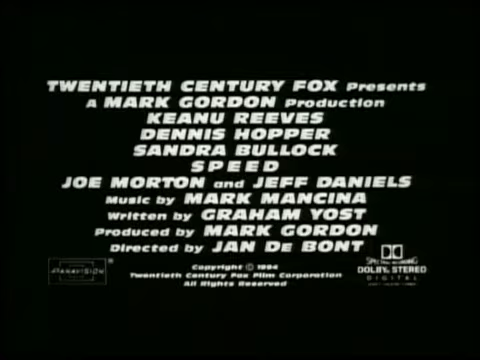 TWENTIETH CENTURY FOX Presents
A MARK GORDON Production
KEANU REEVES
DENNIS HOPPER
SANDRA BULLOCK
SPEED
JOE MORTON and JEFF DANIELS
Music by MARK MANCINA
Written by GRAHAM YOST
Produced by MARK GORDON
Directed by JAN DE BONT
PANAVISION®
Copyright © 1994
Twentieth Century Fox Film Corporation
All Rights Reserved
DOLBY STEREO
DIGITAL